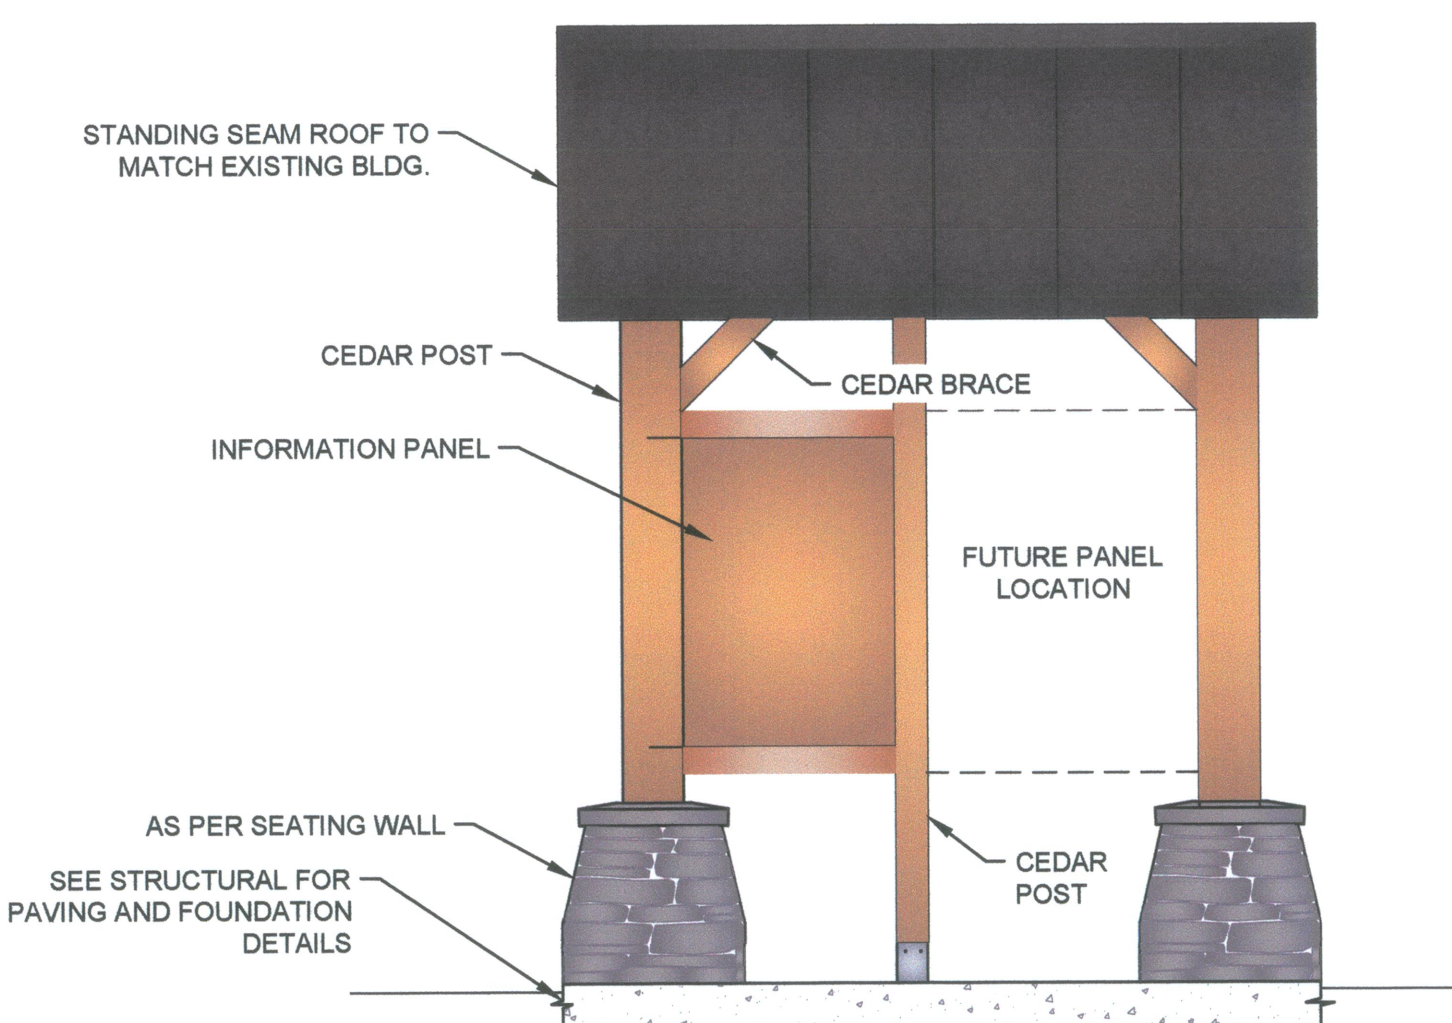 STANDING SEAM ROOF TO
MATCH EXISTING BLDG.
CEDAR POST
CEDAR BRACE
INFORMATION PANEL
FUTURE PANEL
LOCATION
AS PER SEATING WALL
CEDAR
POST
SEE STRUCTURAL FOR
PAVING AND FOUNDATION
DETAILS